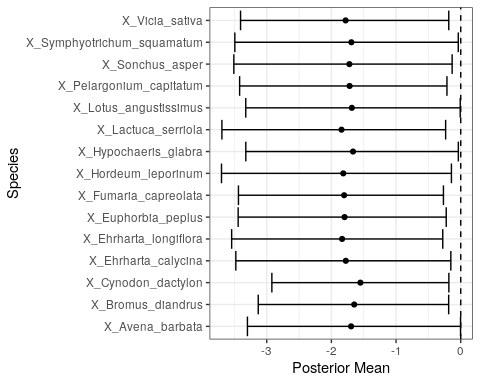 X_Vicia_sativa
X_Symphyotrichum_squamatum
X_Sonchus_asper
X_Pelargonium_capitatum
X_Lotus_angustissimus
X_Lactuca_serriola
X_Hypochaeris_glabra
X_Hordeum_leporinum
X_Fumaria_capreolata
X_Euphorbia_peplus
X_Ehrharta_longiflora
X_Ehrharta_calycina
X_Cynodon_dactylon
X_Bromus_diandrus
X_Avena_barbata
Species
-3 -2 -1 0
Posterior Mean